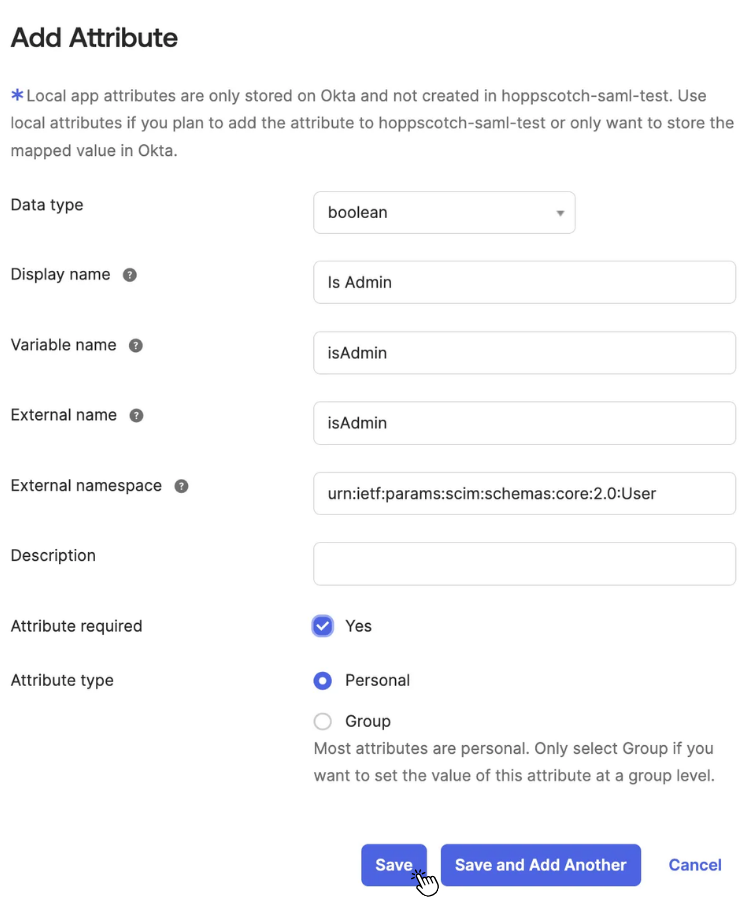 Add Attribute
*Local app attributes are only stored on Okta and not created in hoppscotch-saml-test. Use
local attributes if you plan to add the attribute to hoppscotch-saml-test or only want to store the
mapped value in Okta.
Data type
boolean
Display name ?
Is Admin
Variable name ?
isAdmin
External name ?
isAdmin
External namespace ?
urn:ietf:params:scim:schemas:core:2.0:User
Description
Attribute required
Yes
Attribute type
Personal
Group
Most attributes are personal. Only select Group if you
want to set the value of this attribute at a group level.
Save
Save and Add Another
Cancel